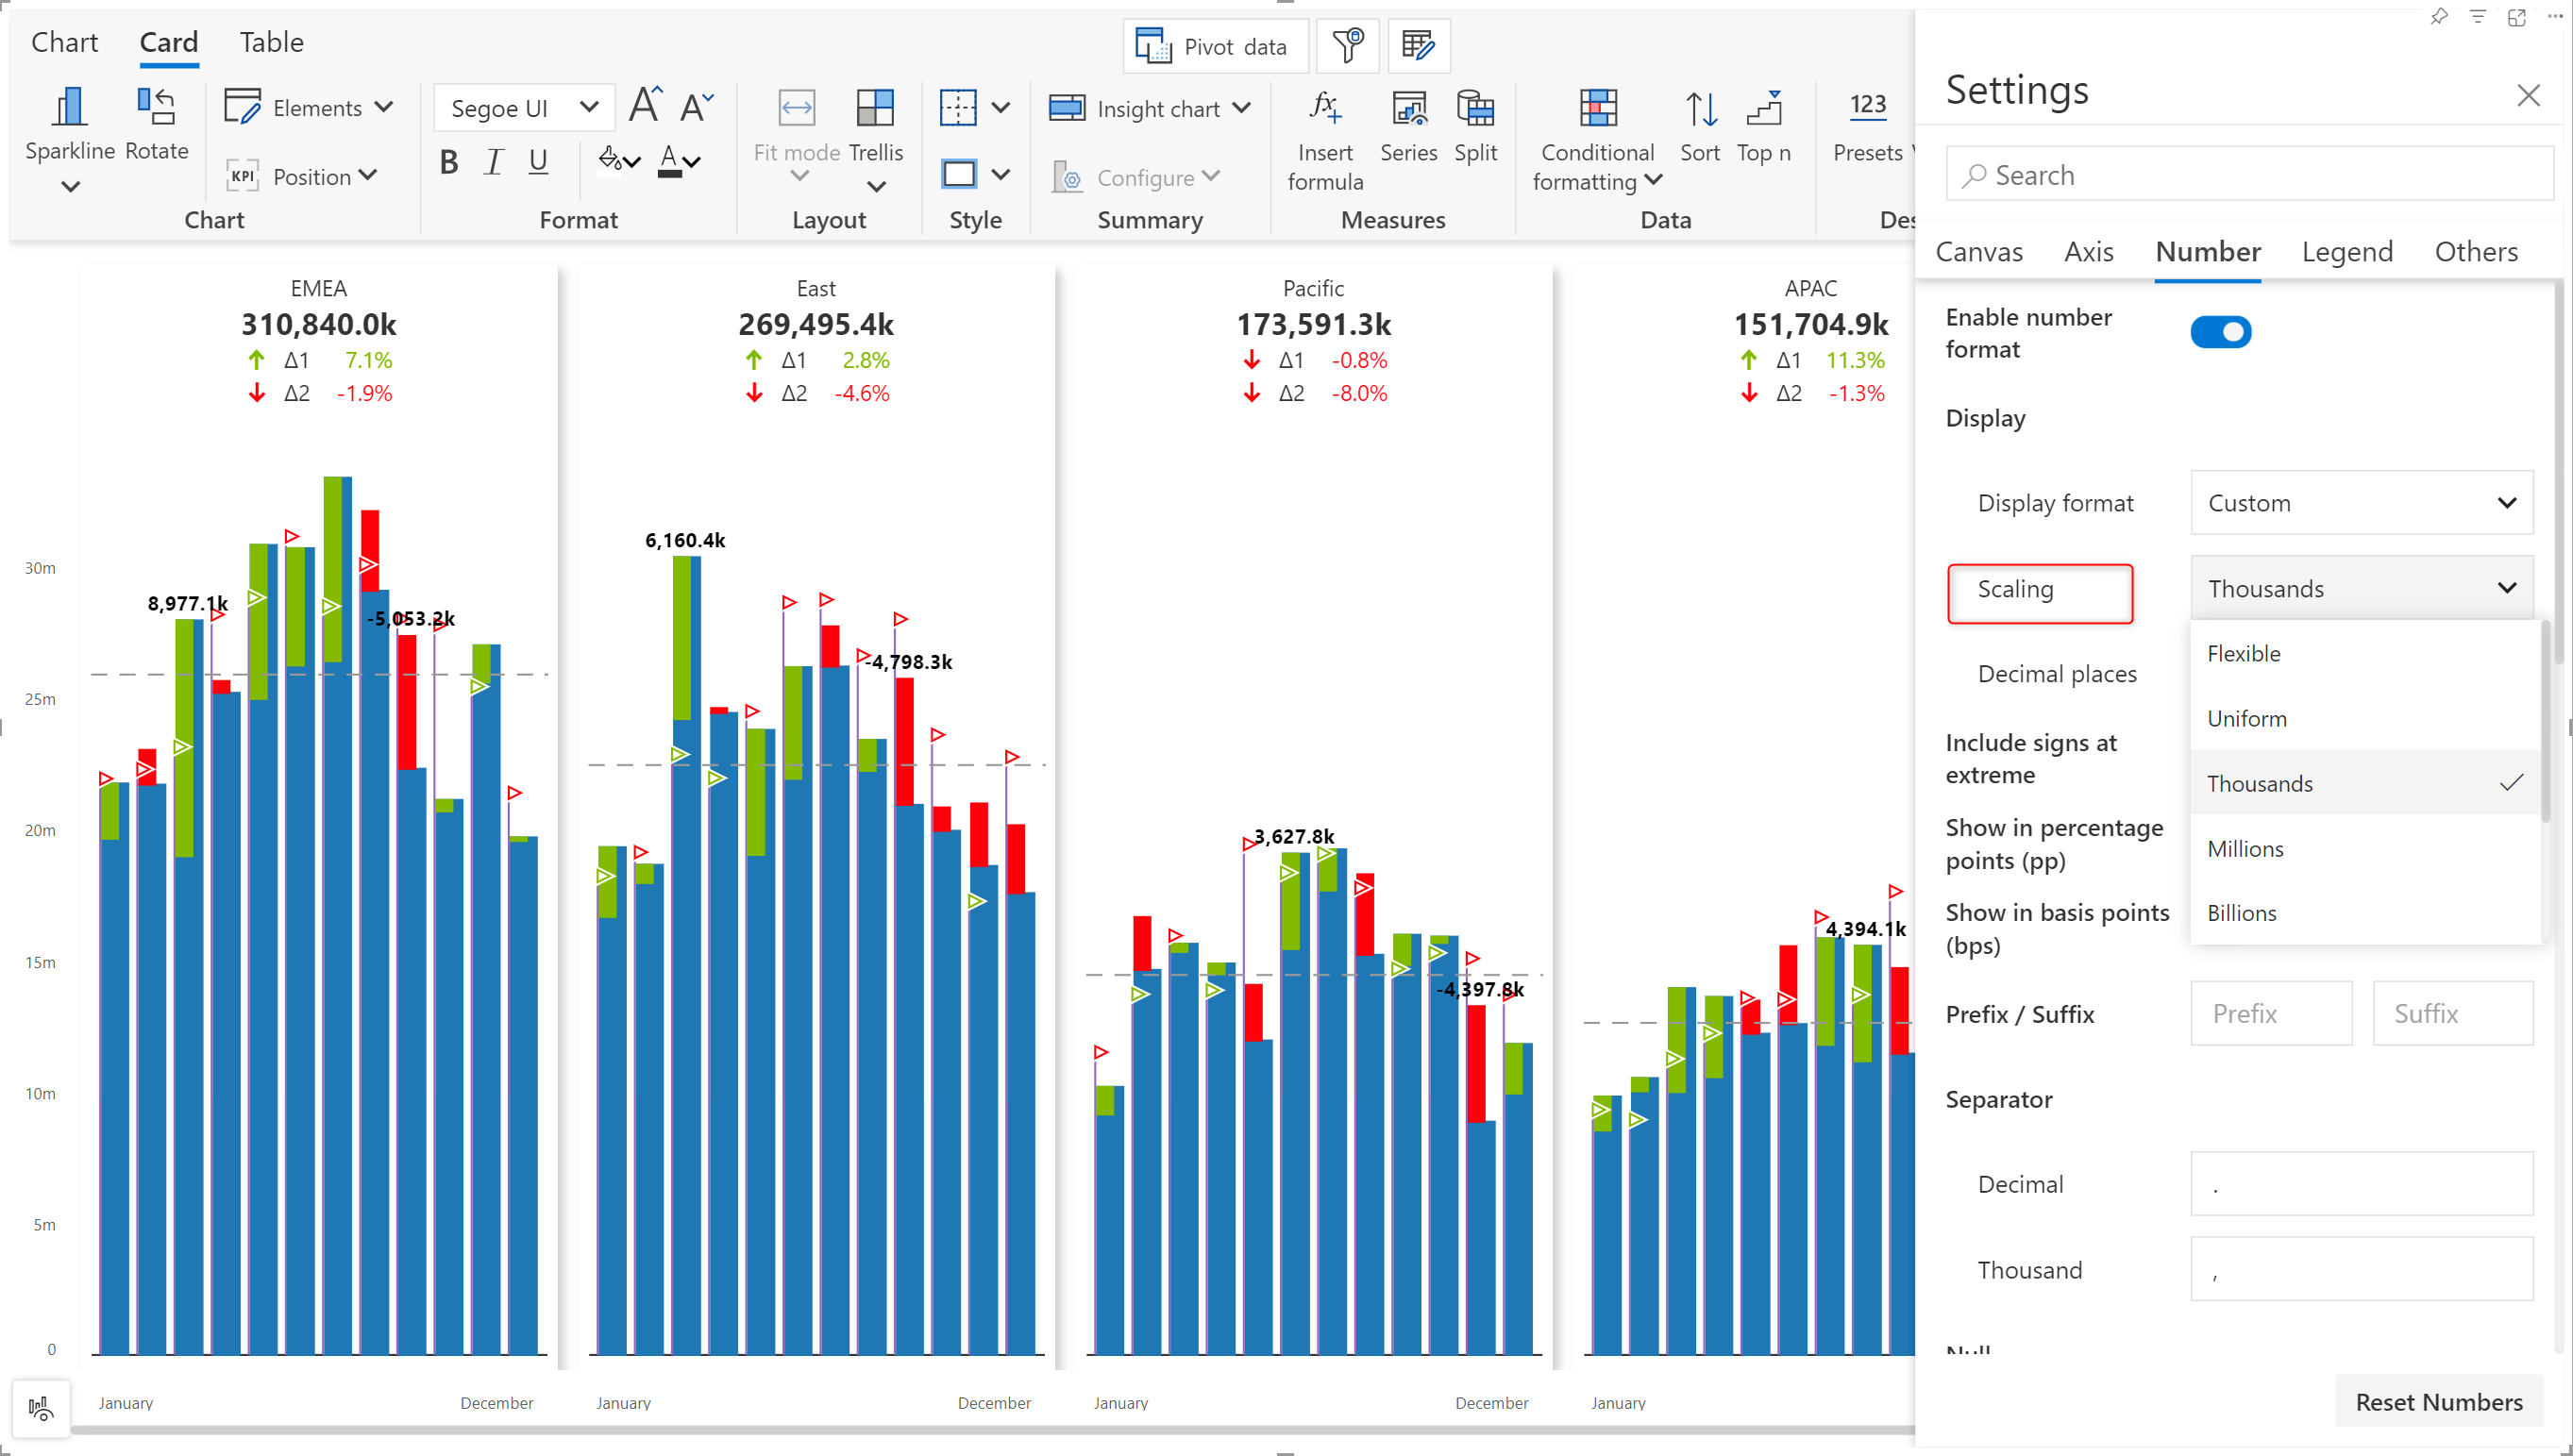 Chart Card Table
Pivot data
Sparkline
Rotate
Elements
KPI Position
Chart
Segoe UI
A A
B I U A
Format
Fit mode
Trellis
Layout
Style
Insight chart
Configure
Summary
fx
Insert
formula
Series
Split
Measures
Conditional
formatting
Sort
Top n
Data
123
Presets
Des
EMEA
310,840.0k
Δ1 7.1%
Δ2 -1.9%
East
269,495.4k
Δ1 2.8%
Δ2 -4.6%
Pacific
173,591.3k
Δ1 -0.8%
Δ2 -8.0%
APAC
151,704.9k
Δ1 11.3%
Δ2 -1.3%
30m
25m
20m
15m
10m
5m
0
8,977.1k
-5,053.2k
6,160.4k
-4,798.3k
3,627.8k
-4,397.8k
4,394.1k
January December
January December
January December
January
Settings
Search
Canvas Axis Number Legend Others
Enable number
format
Display
Display format Custom
Scaling Thousands
Flexible
Uniform
Thousands
Millions
Billions
Decimal places
Include signs at
extreme
Show in percentage
points (pp)
Show in basis points
(bps)
Prefix / Suffix Prefix Suffix
Separator
Decimal .
Thousand ,
Null
Reset Numbers